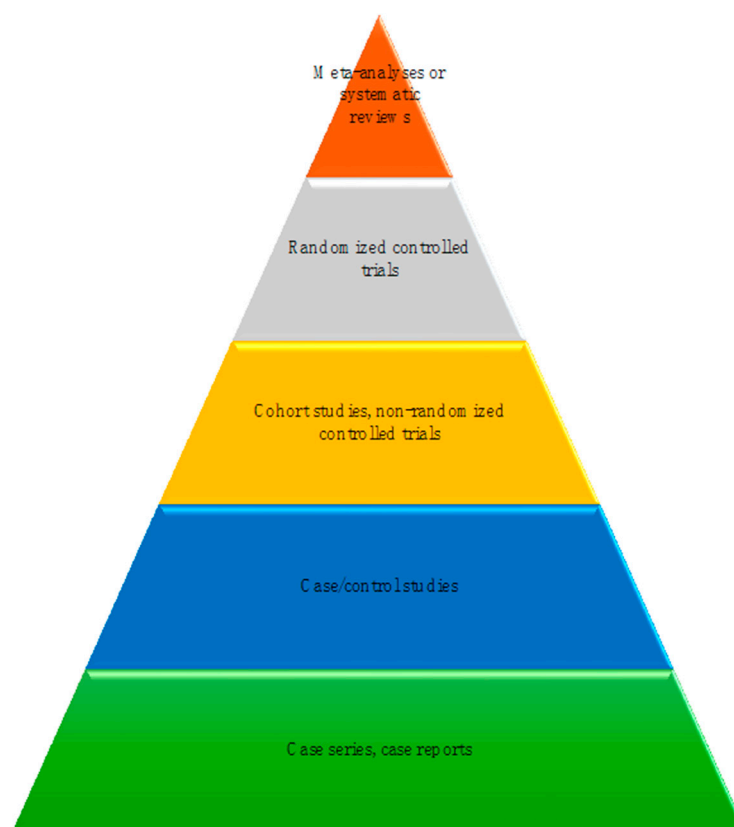 Meta-analyses or
systematic
reviews
Randomized controlled
trials
Cohort studies, non-randomized
controlled trials
Case/control studies
Case series, case reports